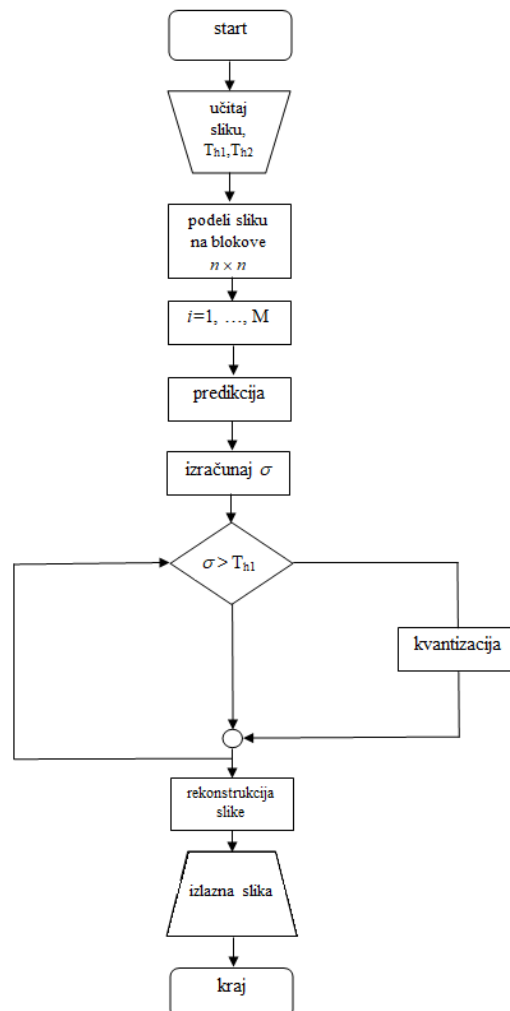 start
učitaj
sliku,
Th1,Th2
podeli sliku
na blokove
n × n
i=1, ..., M
predikcija
izračunaj σ
σ > Th1
kvantizacija
rekonstrukcija
slike
izlazna slika
kraj